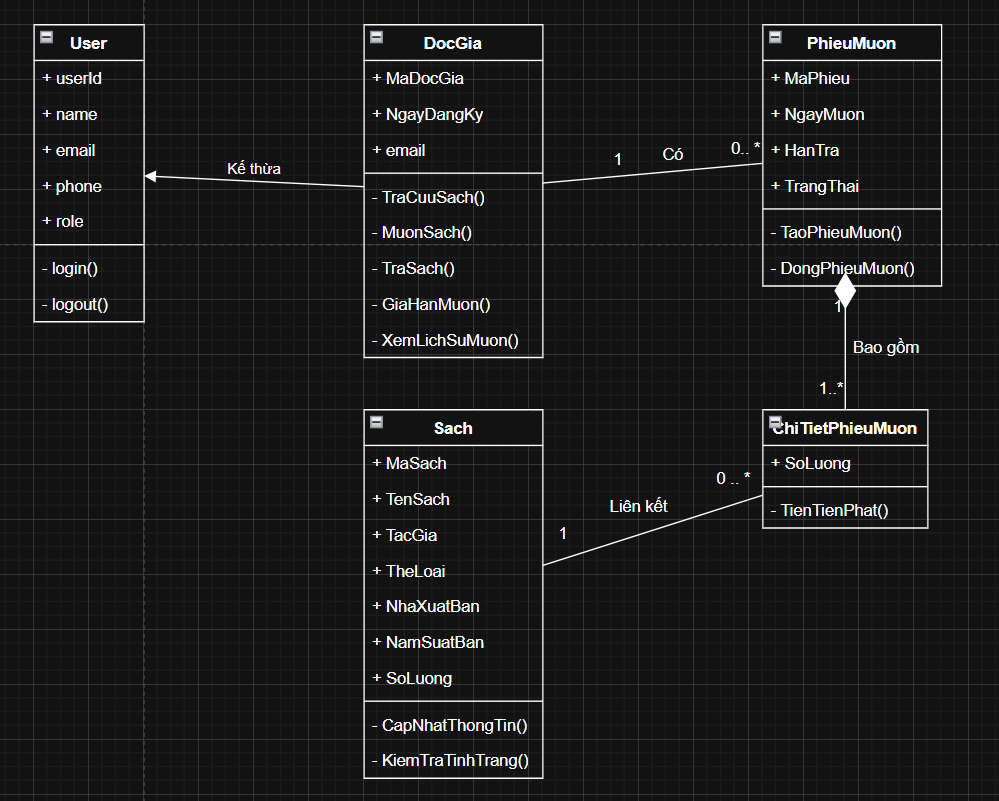 User
+ userId
+ name
+ email
+ phone
+ role
- login()
- logout()
Kế thừa
DocGia
+ MaDocGia
+ NgayDangKy
+ email
- TraCuuSach()
- MuonSach()
- TraSach()
- GiaHanMuon()
- XemLichSuMuon()
1
Có
0.. *
PhieuMuon
+ MaPhieu
+ NgayMuon
+ HanTra
+ TrangThai
- TaoPhieuMuon()
- DongPhieuMuon()
1
Bao gồm
1..*
Sach
+ MaSach
+ TenSach
+ TacGia
+ TheLoai
+ NhaXuatBan
+ NamSuatBan
+ SoLuong
- CapNhatThongTin()
- KiemTraTinhTrang()
1
Liên kết
0 .. *
ChiTietPhieuMuon
+ SoLuong
- TienTienPhat()